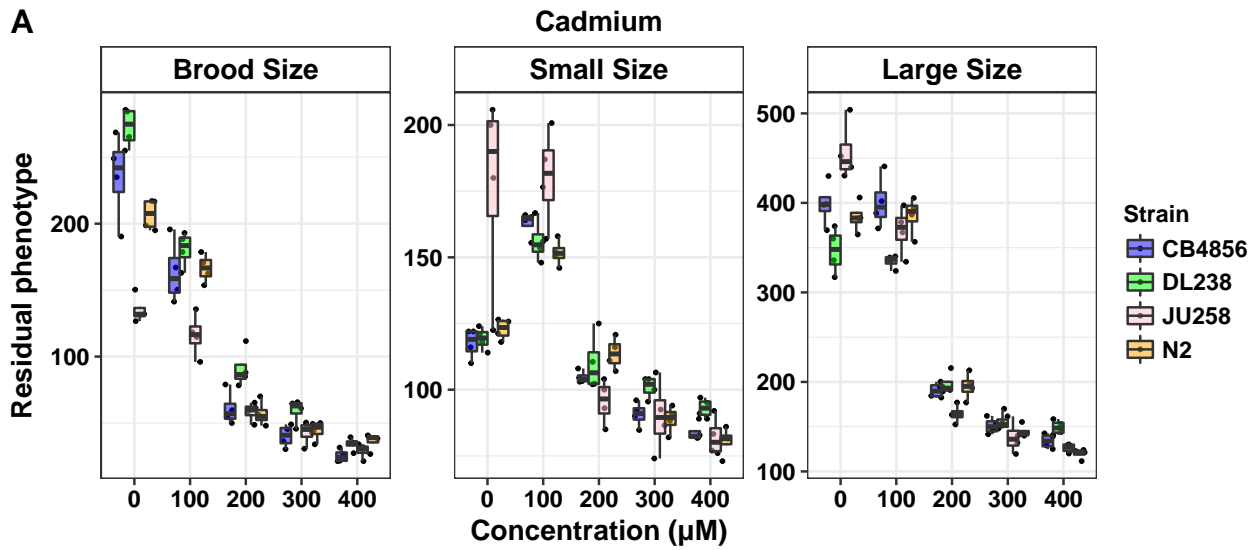 A
Cadmium
Brood Size
Small Size
Large Size
Residual phenotype
200
100
0 100 200 300 400
200
150
100
0 100 200 300 400
500
400
300
200
100
0 100 200 300 400
Concentration (µM)
Strain
CB4856
DL238
JU258
N2